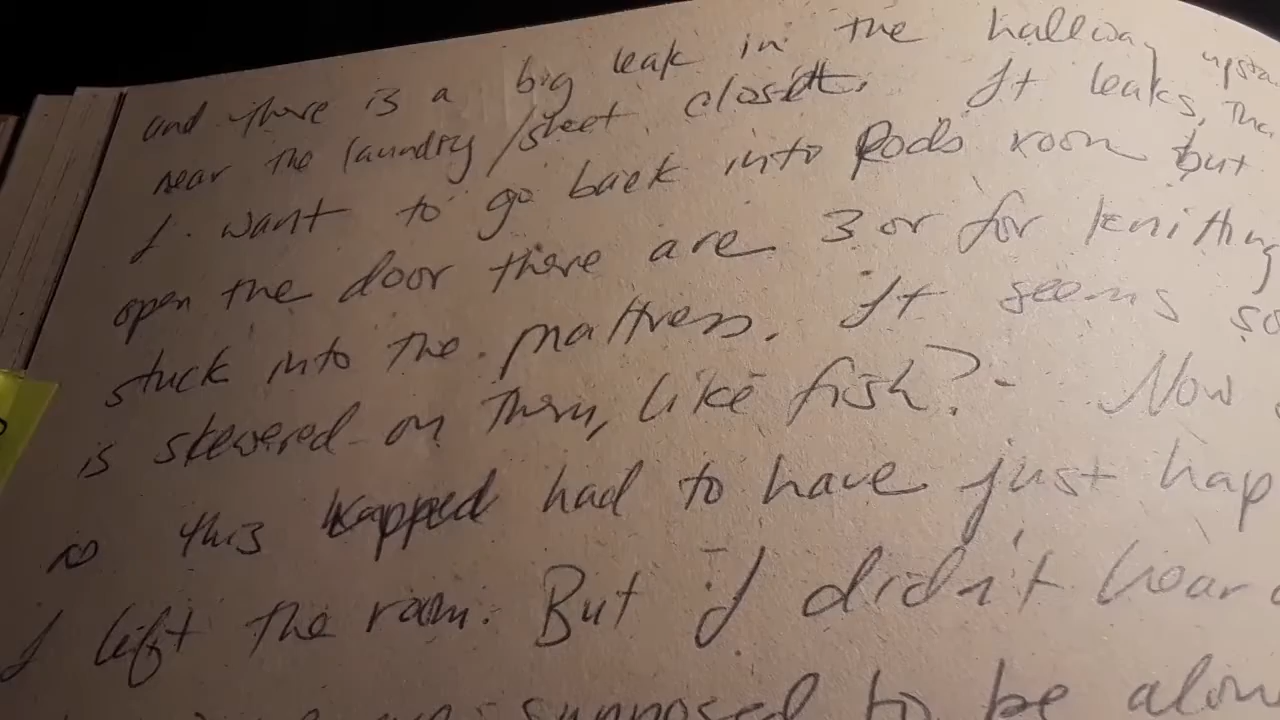 and there is a big leak in the hallway upsta
near the laundry/sheet closet. It leaks, The
I want to go back into Rods room but
open the door there are 3 or for knitting
stuck into the mattress. It seems so
is skewered on them, like fish? - Now
so this happed had to have just hap
I left the room. But I didn't hear a
supposed to be alon